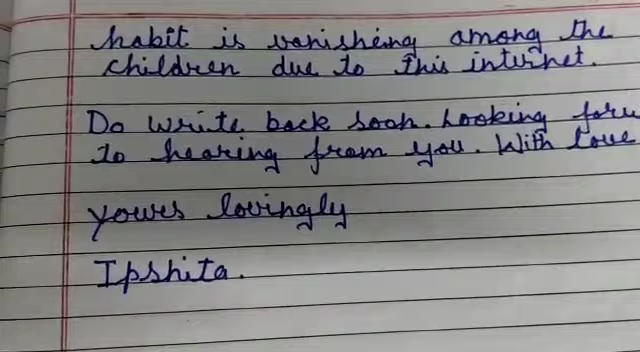 habit is vanishing among the
children due to this internet.
Do write back soon. Looking forw
to hearing from you. With love
yours lovingly
Ipshita.